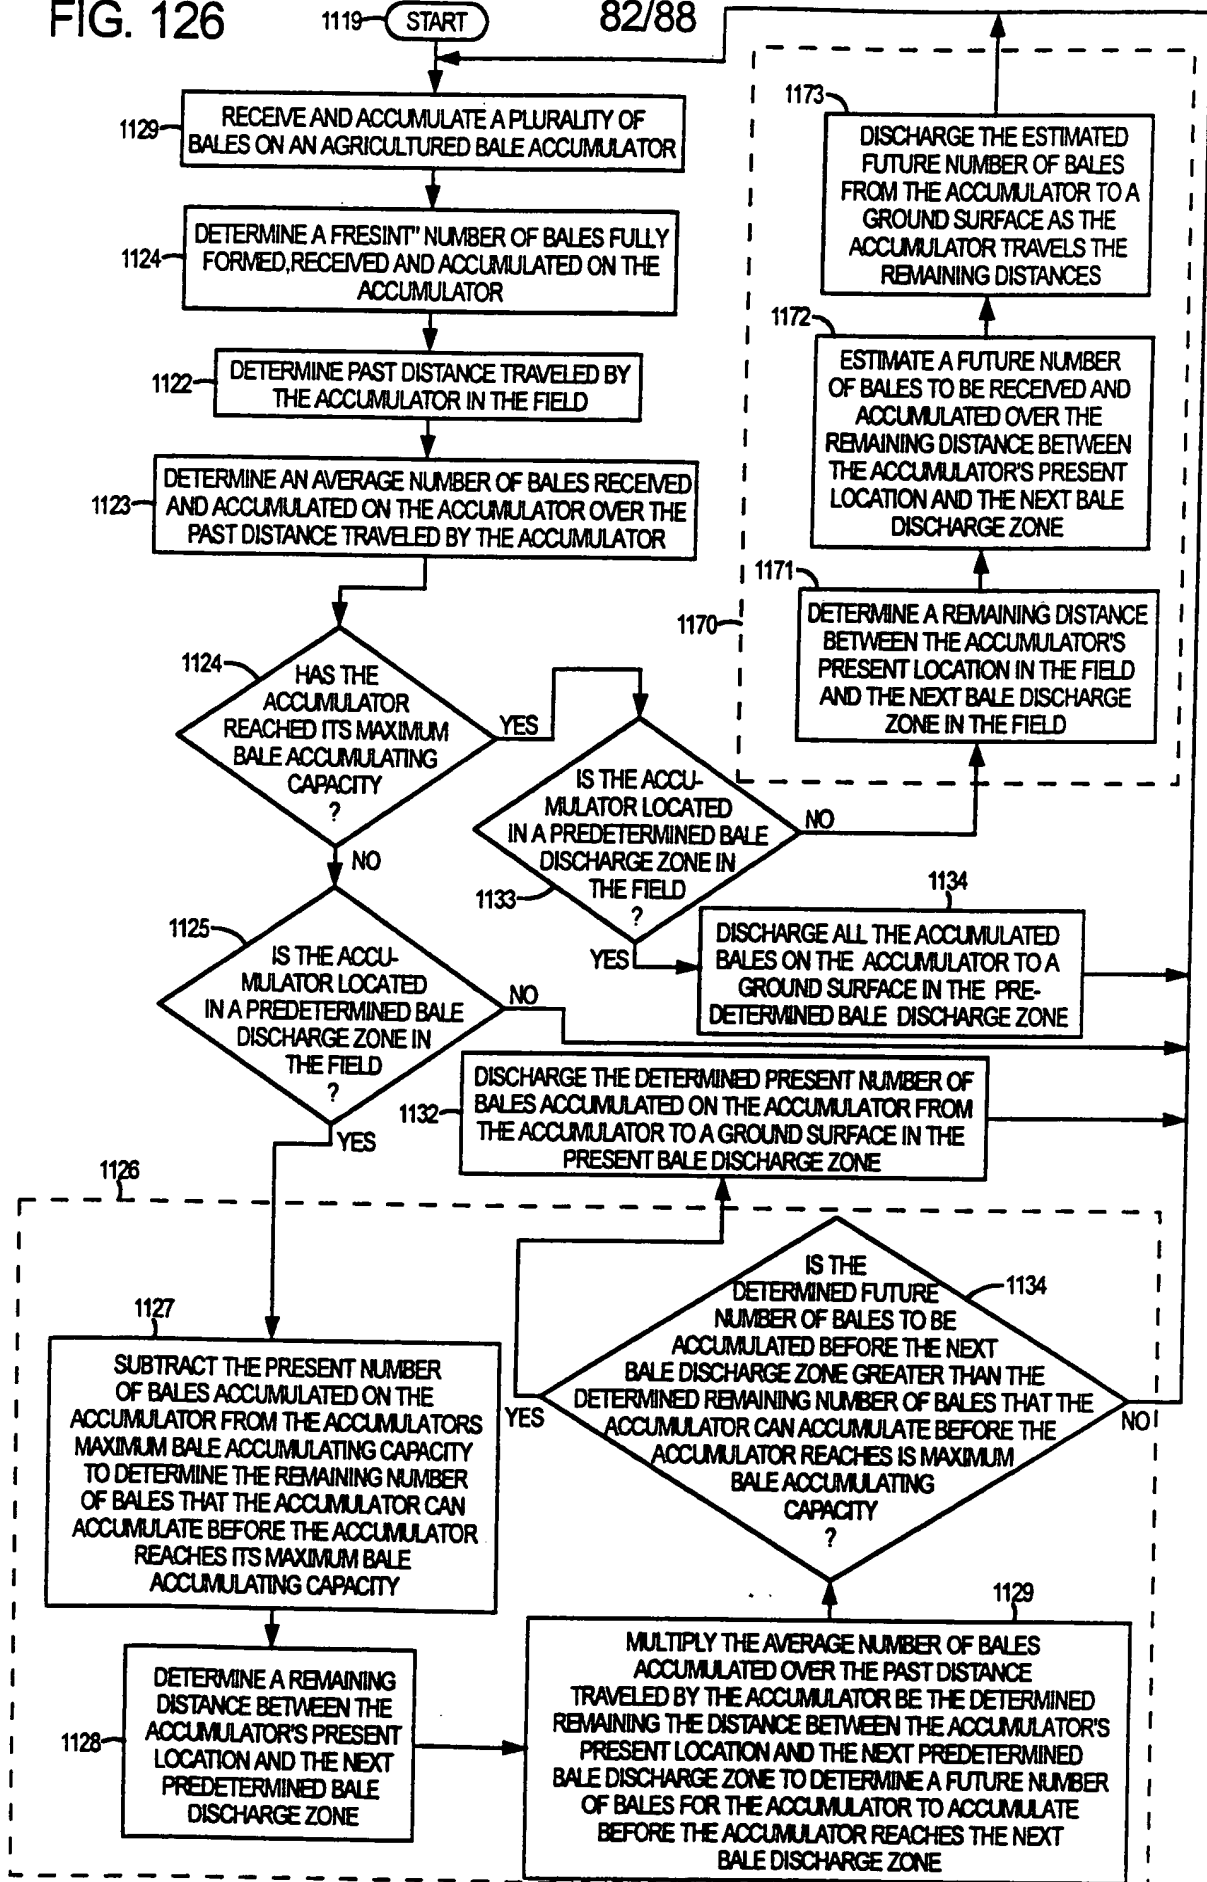 FIG. 126
82/88
1119
START
1129
RECEIVE AND ACCUMULATE A PLURALITY OF
BALES ON AN AGRICULTURED BALE ACCUMULATOR
1124
DETERMINE A FRESINT" NUMBER OF BALES FULLY
FORMED,RECEIVED AND ACCUMULATED ON THE
ACCUMULATOR
1122
DETERMINE PAST DISTANCE TRAVELED BY
THE ACCUMULATOR IN THE FIELD
1123
DETERMINE AN AVERAGE NUMBER OF BALES RECEIVED
AND ACCUMULATED ON THE ACCUMULATOR OVER THE
PAST DISTANCE TRAVELED BY THE ACCUMULATOR
1124
HAS THE
ACCUMULATOR
REACHED ITS MAXIMUM
BALE ACCUMULATING
CAPACITY
?
YES
NO
1133
IS THE ACCU-
MULATOR LOCATED
IN A PREDETERMINED BALE
DISCHARGE ZONE IN
THE FIELD
?
NO
YES
1173
DISCHARGE THE ESTIMATED
FUTURE NUMBER OF BALES
FROM THE ACCUMULATOR TO A
GROUND SURFACE AS THE
ACCUMULATOR TRAVELS THE
REMAINING DISTANCES
1172
ESTIMATE A FUTURE NUMBER
OF BALES TO BE RECEIVED AND
ACCUMULATED OVER THE
REMAINING DISTANCE BETWEEN
THE ACCUMULATOR'S PRESENT
LOCATION AND THE NEXT BALE
DISCHARGE ZONE
1171
1170
DETERMINE A REMAINING DISTANCE
BETWEEN THE ACCUMULATOR'S
PRESENT LOCATION IN THE FIELD
AND THE NEXT BALE DISCHARGE
ZONE IN THE FIELD
1134
DISCHARGE ALL THE ACCUMULATED
BALES ON THE ACCUMULATOR TO A
GROUND SURFACE IN THE PRE-
DETERMINED BALE DISCHARGE ZONE
1125
IS THE ACCU-
MULATOR LOCATED
IN A PREDETERMINED BALE
DISCHARGE ZONE IN
THE FIELD
?
NO
YES
1132
DISCHARGE THE DETERMINED PRESENT NUMBER OF
BALES ACCUMULATED ON THE ACCUMULATOR FROM
THE ACCUMULATOR TO A GROUND SURFACE IN THE
PRESENT BALE DISCHARGE ZONE
1126
1127
SUBTRACT THE PRESENT NUMBER
OF BALES ACCUMULATED ON THE
ACCUMULATOR FROM THE ACCUMULATORS
MAXIMUM BALE ACCUMULATING CAPACITY
TO DETERMINE THE REMAINING NUMBER
OF BALES THAT THE ACCUMULATOR CAN
ACCUMULATE BEFORE THE ACCUMULATOR
REACHES ITS MAXIMUM BALE
ACCUMULATING CAPACITY
1134
IS THE
DETERMINED FUTURE
NUMBER OF BALES TO BE
ACCUMULATED BEFORE THE NEXT
BALE DISCHARGE ZONE GREATER THAN THE
DETERMINED REMAINING NUMBER OF BALES THAT THE
ACCUMULATOR CAN ACCUMULATE BEFORE THE
ACCUMULATOR REACHES IS MAXIMUM
BALE ACCUMULATING
CAPACITY
?
YES
NO
1128
DETERMINE A REMAINING
DISTANCE BETWEEN THE
ACCUMULATOR'S PRESENT
LOCATION AND THE NEXT
PREDETERMINED BALE
DISCHARGE ZONE
1129
MULTIPLY THE AVERAGE NUMBER OF BALES
ACCUMULATED OVER THE PAST DISTANCE
TRAVELED BY THE ACCUMULATOR BE THE DETERMINED
REMAINING THE DISTANCE BETWEEN THE ACCUMULATOR'S
PRESENT LOCATION AND THE NEXT PREDETERMINED
BALE DISCHARGE ZONE TO DETERMINE A FUTURE NUMBER
OF BALES FOR THE ACCUMULATOR TO ACCUMULATE
BEFORE THE ACCUMULATOR REACHES THE NEXT
BALE DISCHARGE ZONE